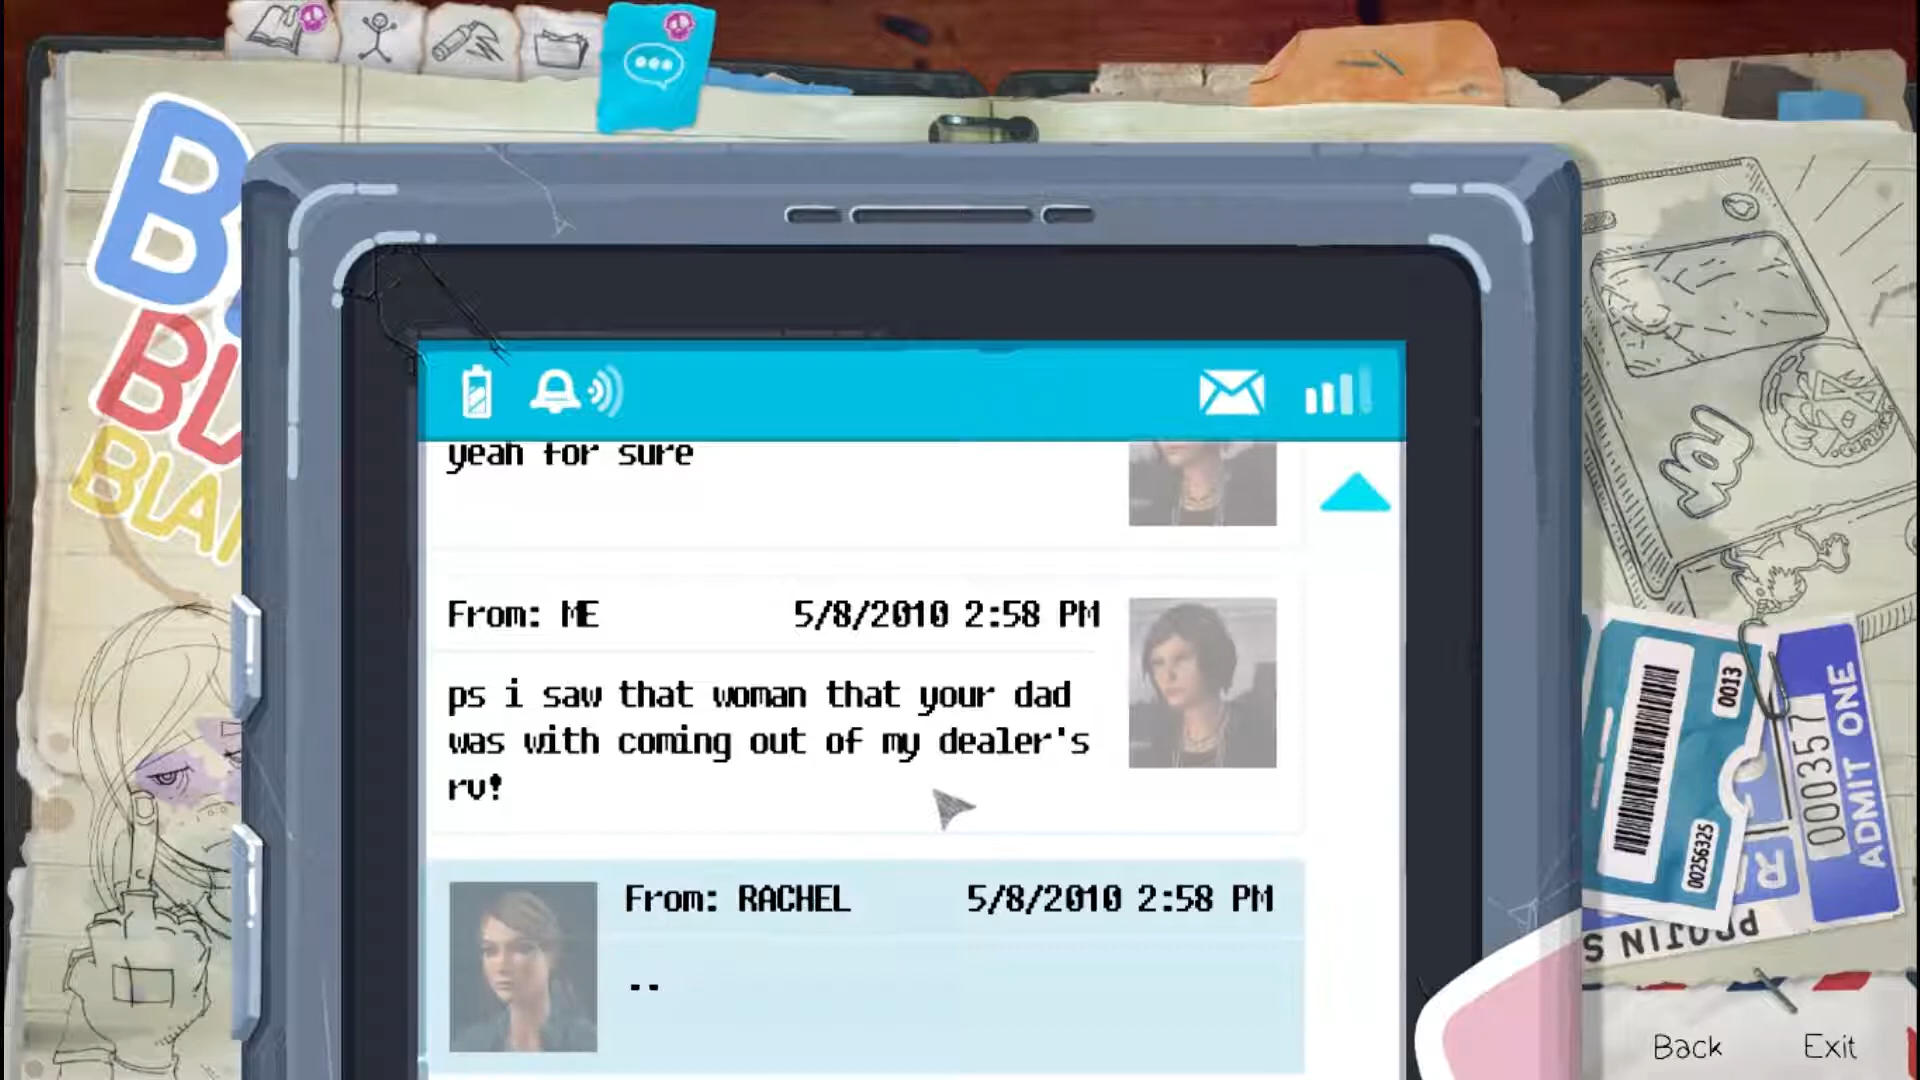 yeah for sure
From: ME 5/8/2010 2:58 PM
ps i saw that woman that your dad
was with coming out of my dealer's
rv!
From: RACHEL 5/8/2010 2:58 PM
..
0013
00256325
000357
ADMIT ONE
Back Exit